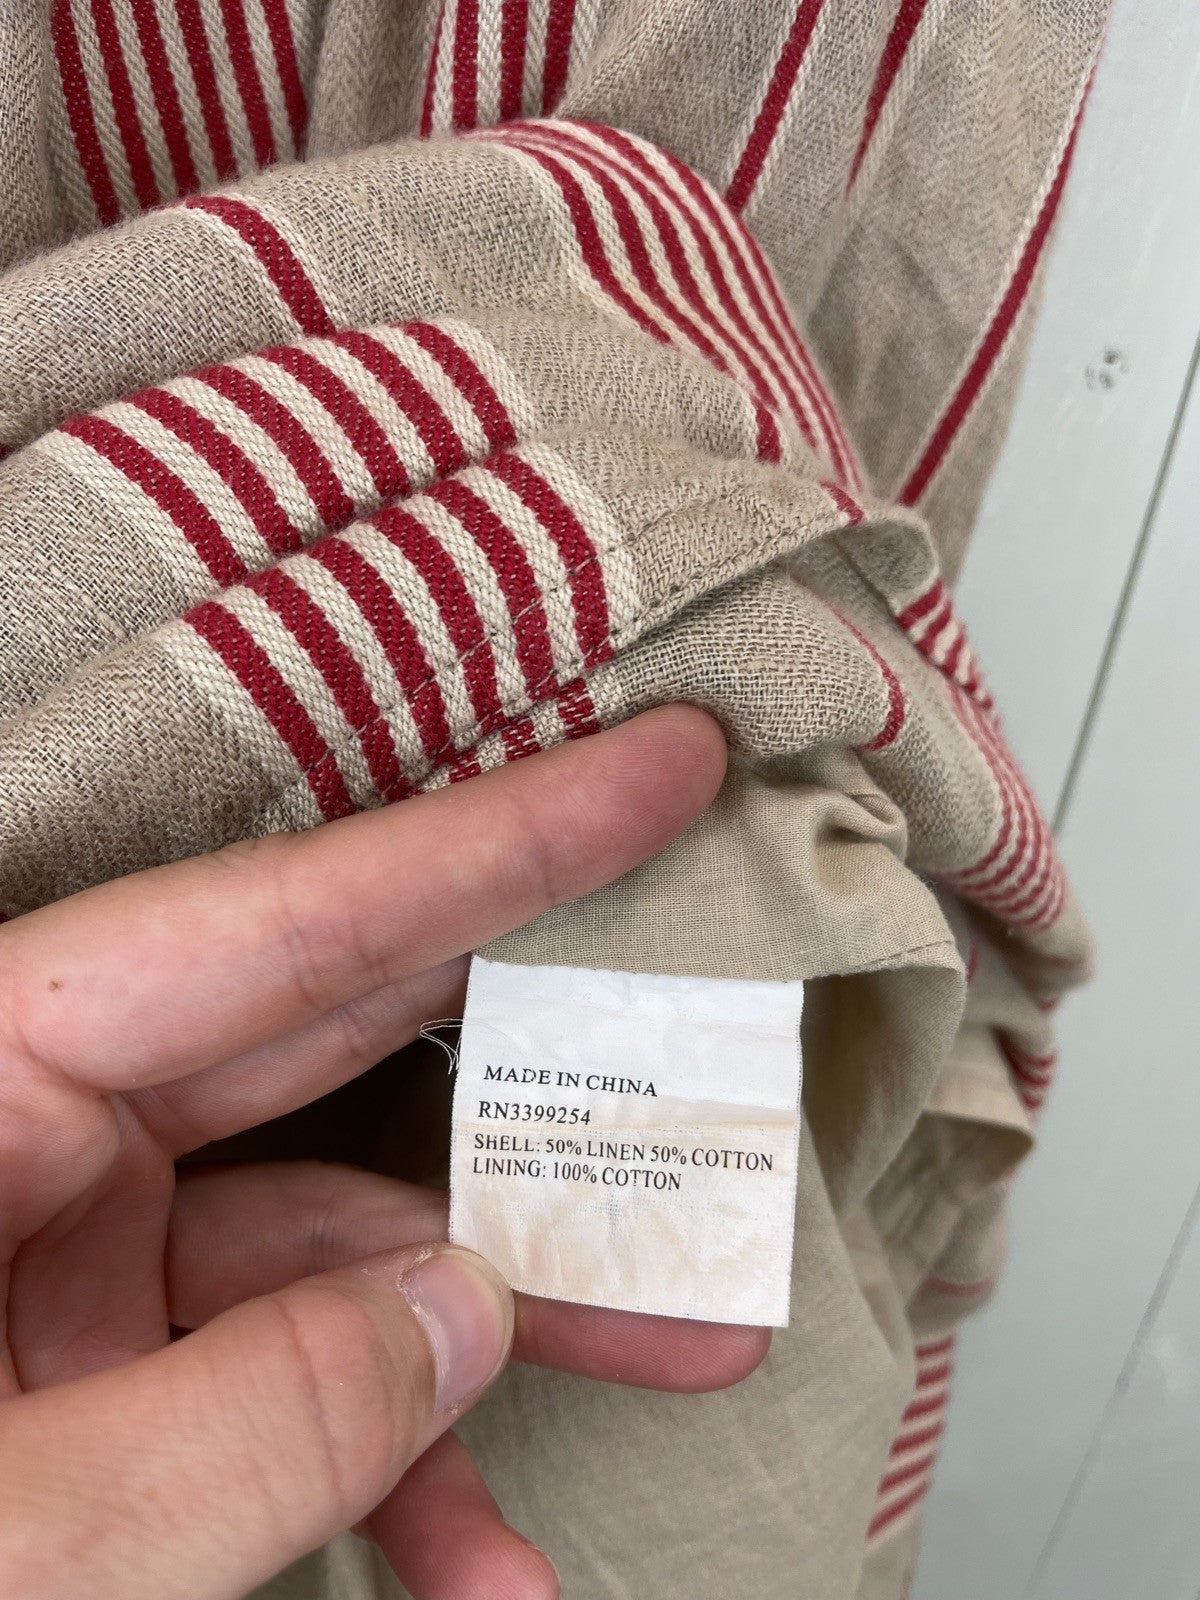 MADE IN CHINA
RN3399254
SHELL: 50% LINEN 50% COTTON
LINING: 100% COTTON